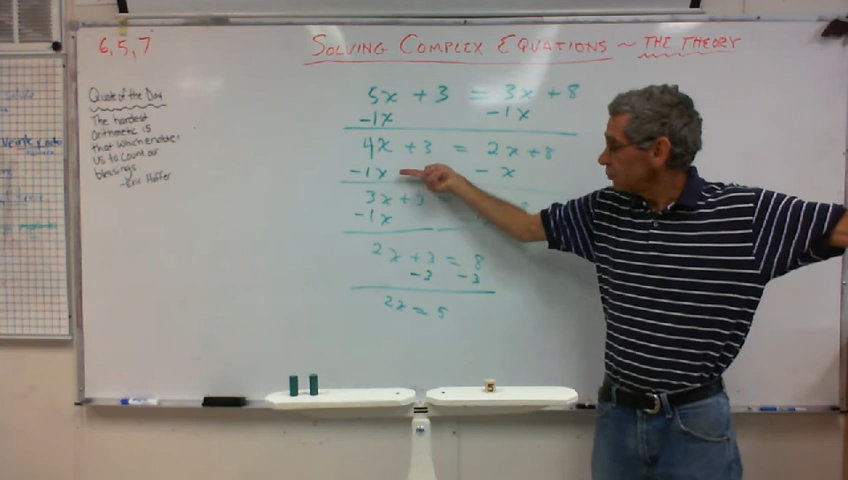 6, 5, 7
SOLVING COMPLEX EQUATIONS ~ THE THEORY
Quote of the Day
The hardest
arithmetic is
that which enables
us to count our
blessings
-Eric Hoffer
5x + 3 = 3x + 8
-1x -1x
4x + 3 = 2x + 8
-1x - x
3x + 3 =
-1x
2x + 3 = 8
-3 -3
2x = 5